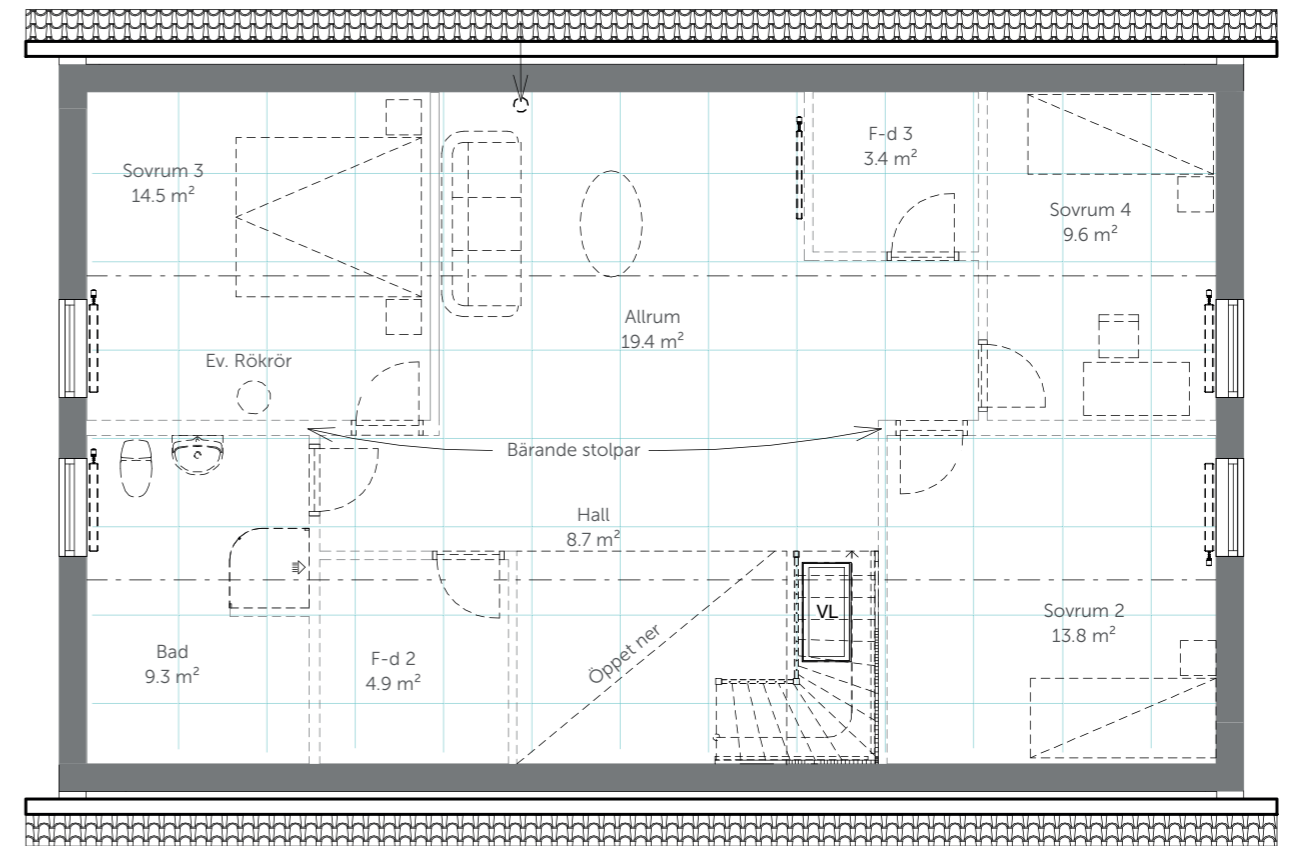 F-d 3
3.4 m²
Sovrum 3
14.5 m²
Sovrum 4
9.6 m²
Allrum
19.4 m²
Ev. Rökrör
Bärande stolpar
Hall
8.7 m²
VL
Sovrum 2
13.8 m²
Öppet ner
Bad
9.3 m²
F-d 2
4.9 m²